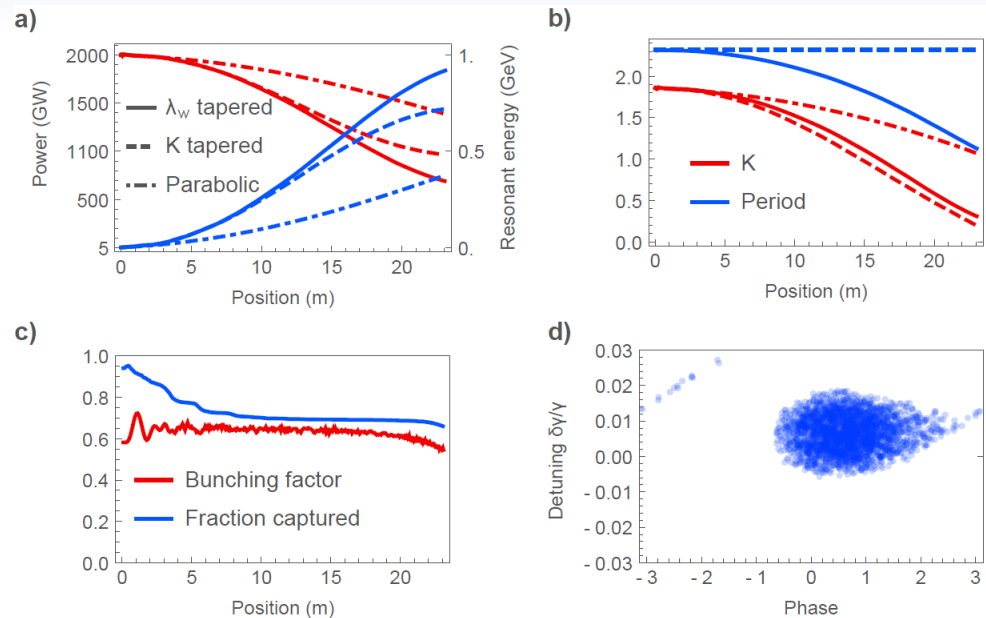 a)
2000
1500
1100
500
5
Power (GW)
λw tapered
K tapered
Parabolic
1
0.5
0.
Resonant energy (GeV)
0 5 10 15 20
Position (m)
b)
2.0
1.5
1.0
0.5
0.0
K
Period
0 5 10 15 20
Position (m)
c)
1.0
0.8
0.6
0.4
0.2
0.0
Bunching factor
Fraction captured
0 5 10 15 20
Position (m)
d)
0.03
0.02
0.01
0.00
- 0.01
- 0.02
- 0.03
Detuning δγ/γ
- 3 - 2 - 1 0 1 2 3
Phase